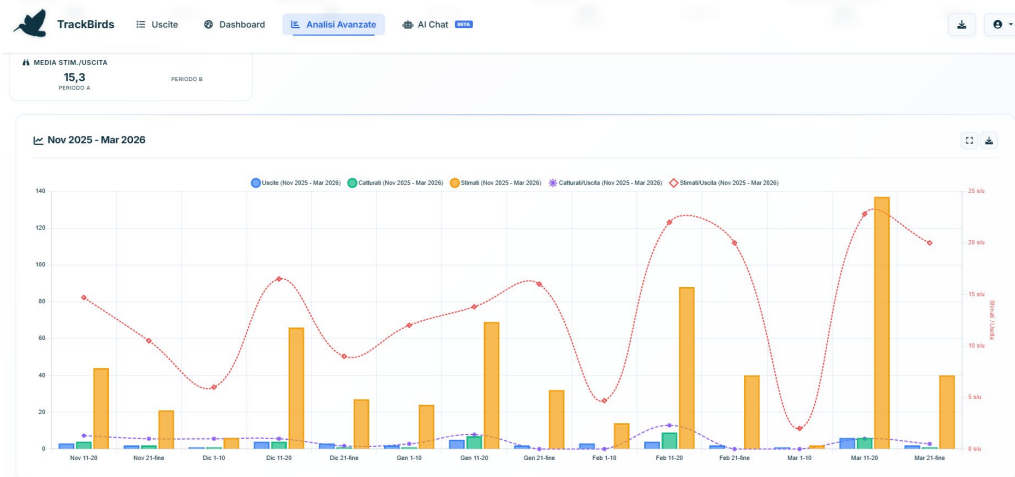 TrackBirds Uscite Dashboard Analisi Avanzate AI Chat BETA
MEDIA STIM./USCITA
15,3
PERIODO A
PERIODO B
Nov 2025 - Mar 2026
Uscite (Nov 2025 - Mar 2026) Catturati (Nov 2025 - Mar 2026) Stimati (Nov 2025 - Mar 2026) Catturati/Uscita (Nov 2025 - Mar 2026) Stimati/Uscita (Nov 2025 - Mar 2026)
140
120
100
80
60
40
20
0
25 s/u
20 s/u
15 s/u
10 s/u
5 s/u
0 s/u
Stimati / Uscita
Nov 11-20 Nov 21-fine Dic 1-10 Dic 11-20 Dic 21-fine Gen 1-10 Gen 11-20 Gen 21-fine Feb 1-10 Feb 11-20 Feb 21-fine Mar 1-10 Mar 11-20 Mar 21-fine